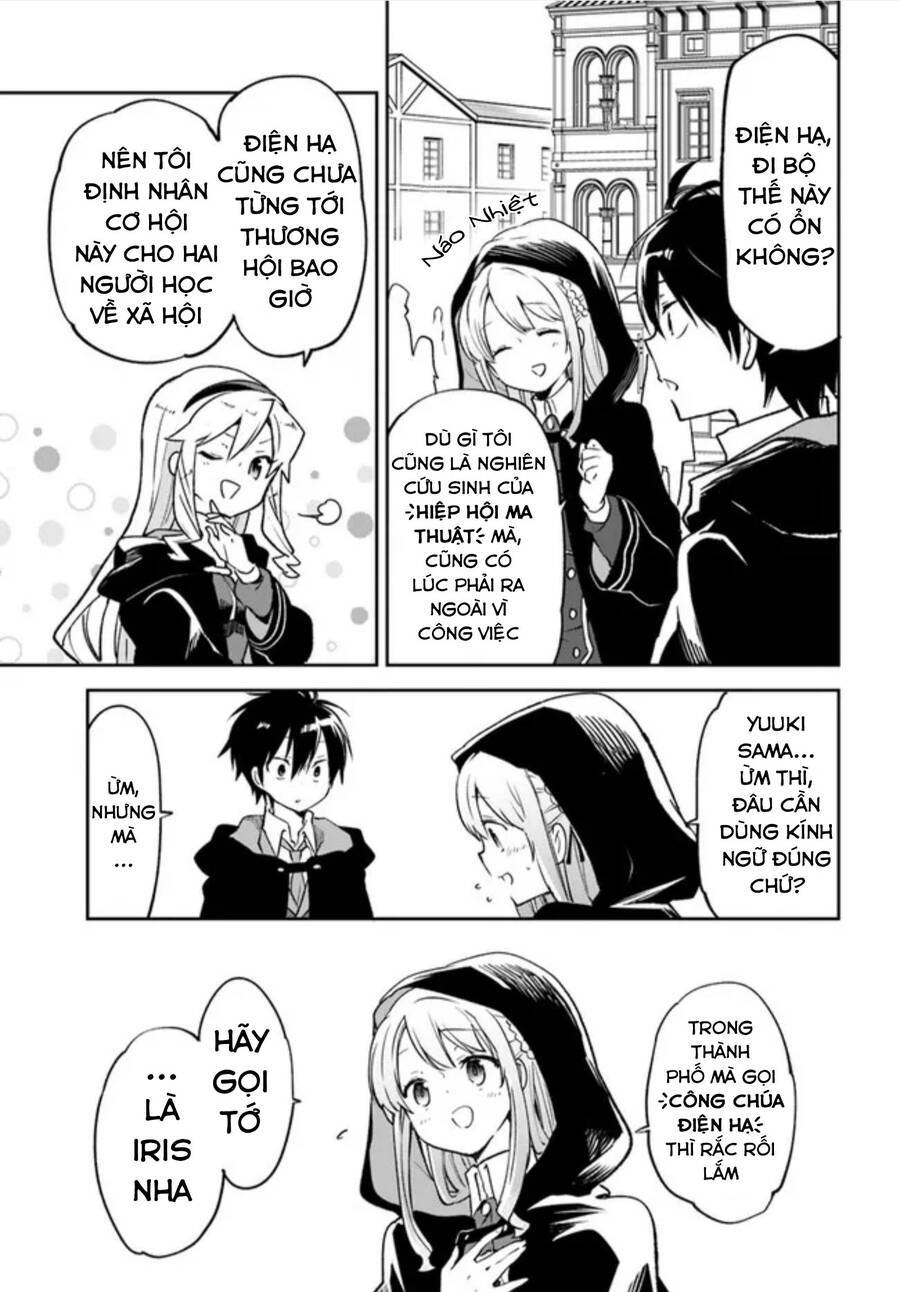 ĐIỆN HẠ,
ĐI BỘ
THẾ NÀY
CÓ ỔN
KHÔNG?
Náo Nhiệt
DÙ GÌ TÔI
CŨNG LÀ NGHIÊN
CỨU SINH CỦA
HIỆP HỘI MA
THUẬT MÀ,
CŨNG CÓ
LÚC PHẢI RA
NGOÀI VÌ
CÔNG VIỆC
ĐIỆN HẠ
CŨNG CHƯA
TỪNG TỚI
THƯƠNG
HỘI BAO
GIỜ
NÊN TÔI
ĐỊNH NHÂN
CƠ HỘI
NÀY CHO HAI
NGƯỜI HỌC
VỀ XÃ HỘI
YUUKI
SAMA...
ỪM THÌ,
ĐÂU CẦN
DÙNG KÍNH
NGỮ ĐÚNG
CHỨ?
ỪM,
NHƯNG
MÀ
...
TRONG
THÀNH
PHỐ MÀ GỌI
CÔNG CHÚA
ĐIỆN HẠ
THÌ RẮC RỐI
LẮM
HÃY
GỌI
TỚ
...
LÀ
IRIS
NHA